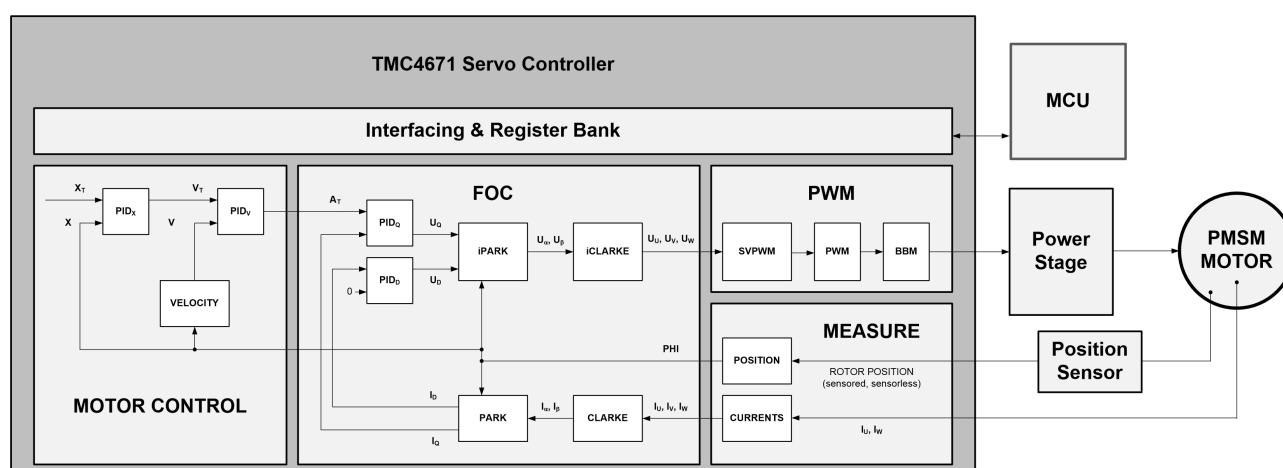 TMC4671 Servo Controller
MCU
Interfacing & Register Bank
MOTOR CONTROL
X_T
X
PID_X
V_T
V
PID_V
VELOCITY
FOC
A_T
PID_Q
U_Q
0
PID_D
U_D
iPARK
U_α, U_β
iCLARKE
U_U, U_V, U_W
PHI
I_D
I_Q
PARK
I_α, I_β
CLARKE
I_U, I_V, I_W
PWM
SVPWM
PWM
BBM
MEASURE
POSITION
ROTOR POSITION
(sensored, sensorless)
CURRENTS
I_U, I_W
Power
Stage
PMSM
MOTOR
Position
Sensor